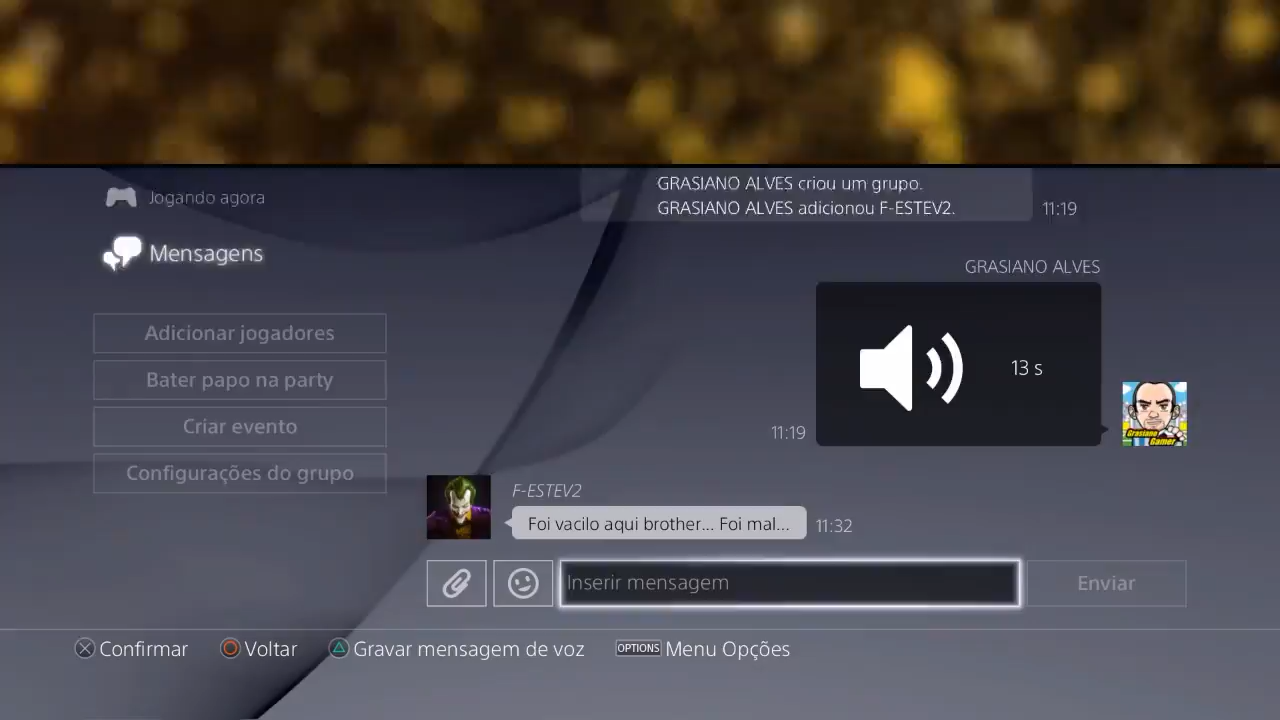 Jogando agora
Mensagens
Adicionar jogadores
Bater papo na party
Criar evento
Configurações do grupo
GRASIANO ALVES criou um grupo.
GRASIANO ALVES adicionou F-ESTEV2.
11:19
GRASIANO ALVES
13 s
11:19
Grasiano
Gamer
F-ESTEV2
Foi vacilo aqui brother... Foi mal...
11:32
Inserir mensagem
Enviar
Confirmar
Voltar
Gravar mensagem de voz
OPTIONS Menu Opções